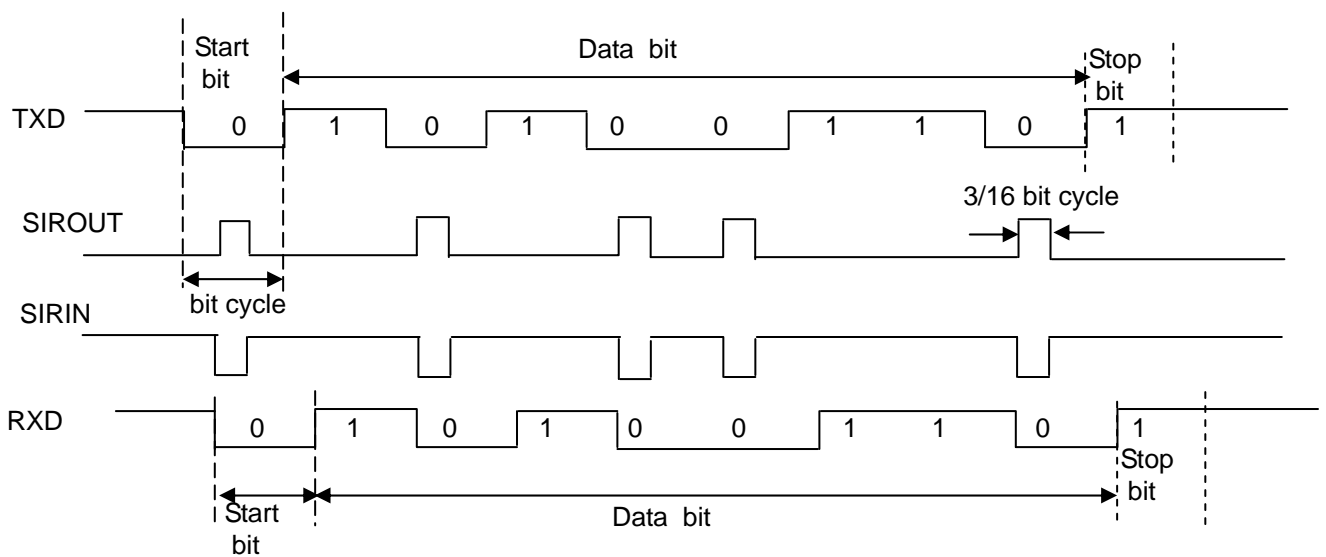 Start
bit
Data bit
Stop
bit
TXD
0 1 0 1 0 0 1 1 0 1
3/16 bit cycle
SIROUT
bit cycle
SIRIN
RXD
0 1 0 1 0 0 1 1 0 1
Stop
bit
Start
bit
Data bit